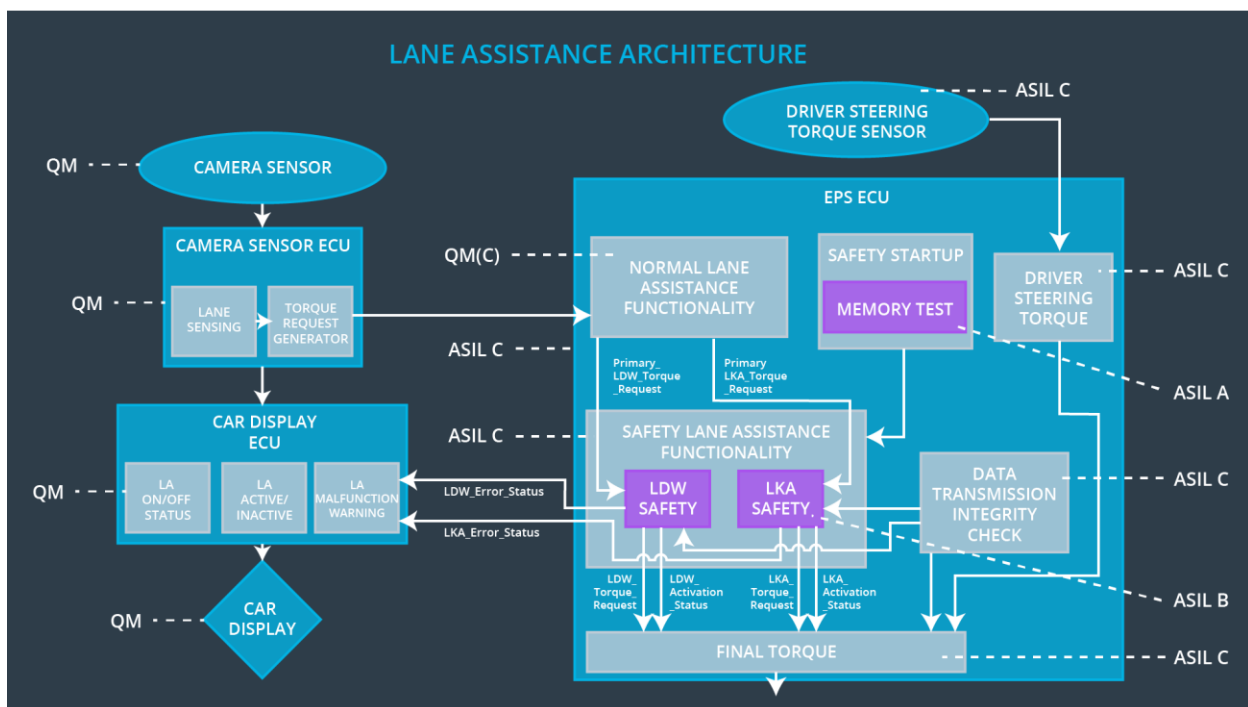 LANE ASSISTANCE ARCHITECTURE
ASIL C
DRIVER STEERING
TORQUE SENSOR
QM
CAMERA SENSOR
EPS ECU
CAMERA SENSOR ECU
QM
LANE
SENSING
TORQUE
REQUEST
GENERATOR
QM(C)
NORMAL LANE
ASSISTANCE
FUNCTIONALITY
SAFETY STARTUP
MEMORY TEST
DRIVER
STEERING
TORQUE
ASIL C
ASIL C
Primary_
LDW_Torque
_Request
Primary
LKA_Torque
_Request
ASIL A
CAR DISPLAY
ECU
ASIL C
SAFETY LANE ASSISTANCE
FUNCTIONALITY
QM
LA
ON/OFF
STATUS
LA
ACTIVE/
INACTIVE
LA
MALFUNCTION
WARNING
LDW_Error_Status
LKA_Error_Status
LDW
SAFETY
LKA
SAFETY
DATA
TRANSMISSION
INTEGRITY
CHECK
ASIL C
LDW_
Torque_
Request
LDW_
Activation
_Status
LKA_
Torque_
Request
LKA_
Activation
_Status
ASIL B
QM
CAR
DISPLAY
FINAL TORQUE
ASIL C